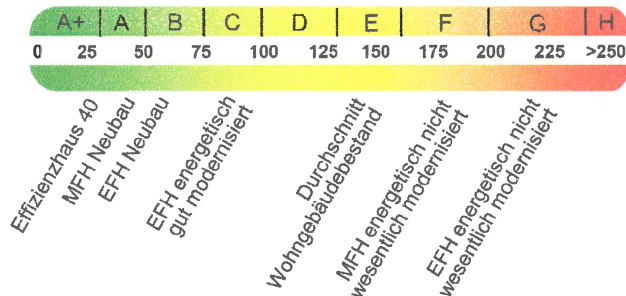 A+ A B C D E F G H
0 25 50 75 100 125 150 175 200 225 >250
Effizienzhaus 40
MFH Neubau
EFH Neubau
EFH energetisch
gut modernisiert
Durchschnitt
Wohngebäudebestand
MFH energetisch nicht
wesentlich modernisiert
EFH energetisch nicht
wesentlich modernisiert